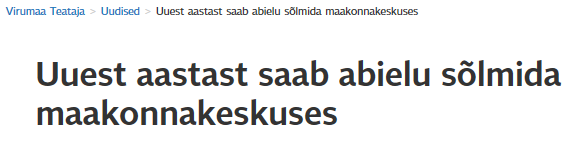 Virumaa Teataja > Uudised > Uuest aastast saab abielu sõlmida maakonnakeskuses
Uuest aastast saab abielu sõlmida
maakonnakeskuses